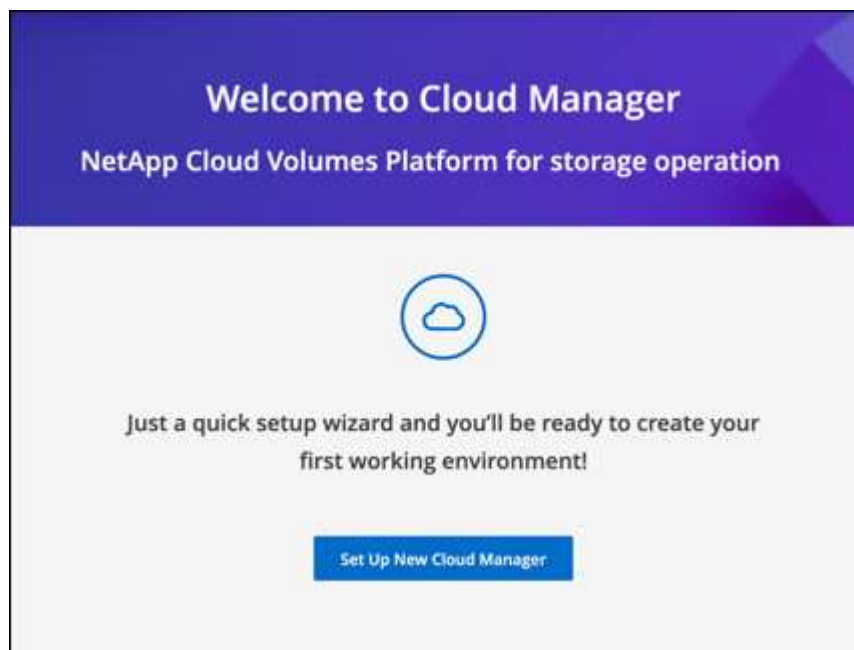 Welcome to Cloud Manager
NetApp Cloud Volumes Platform for storage operation
Just a quick setup wizard and you'll be ready to create your
first working environment!
Set Up New Cloud Manager